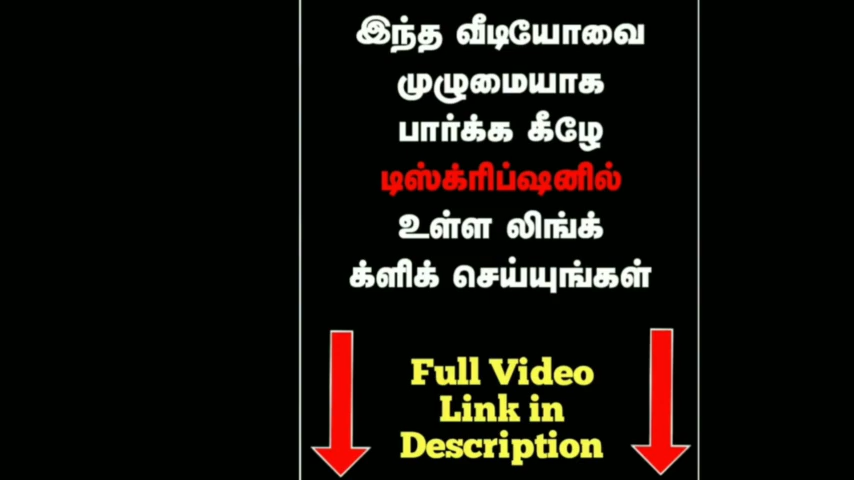 இந்த வீடியோவை
முழுமையாக
பார்க்க கீழே
டிஸ்க்ரிப்ஷனில்
உள்ள லிங்க்
க்ளிக் செய்யுங்கள்
Full Video
Link in
Description